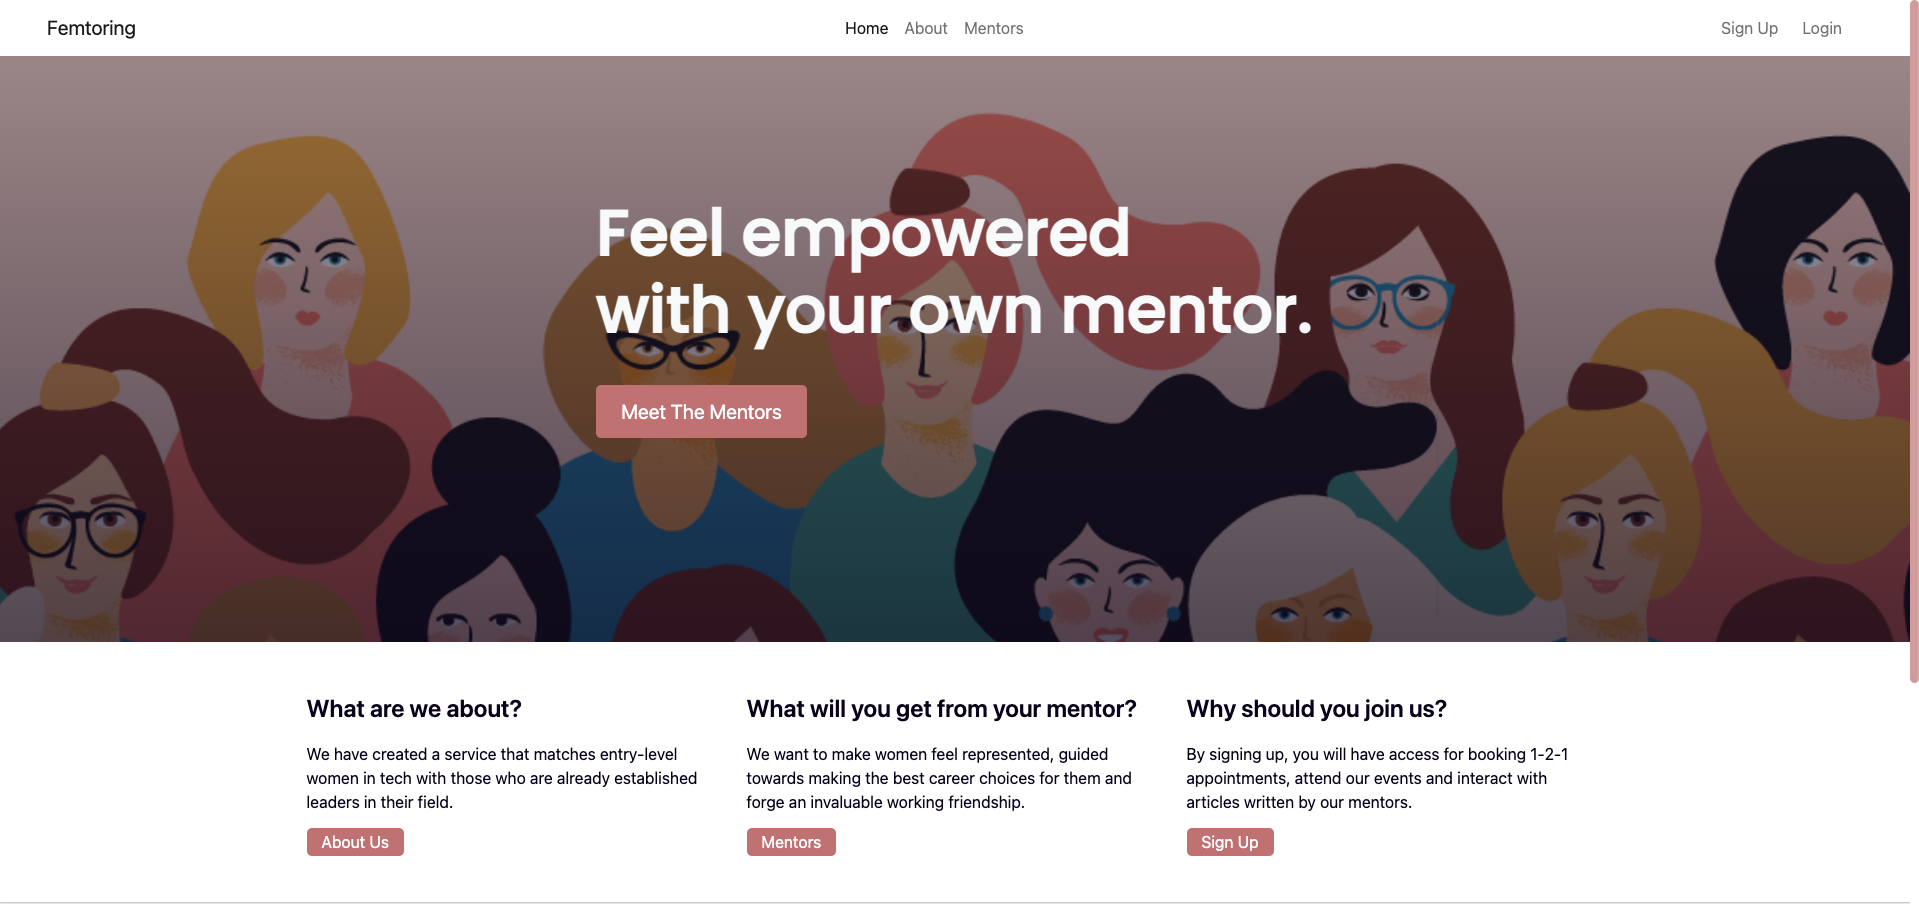 Femtoring
Home About Mentors
Sign Up Login
Feel empowered
with your own mentor.
Meet The Mentors
What are we about?
We have created a service that matches entry-level
women in tech with those who are already established
leaders in their field.
About Us
What will you get from your mentor?
We want to make women feel represented, guided
towards making the best career choices for them and
forge an invaluable working friendship.
Mentors
Why should you join us?
By signing up, you will have access for booking 1-2-1
appointments, attend our events and interact with
articles written by our mentors.
Sign Up